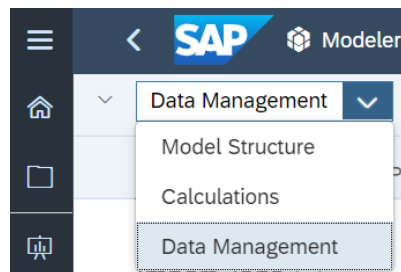 SAP Modeler
Data Management
Model Structure
Calculations
Data Management